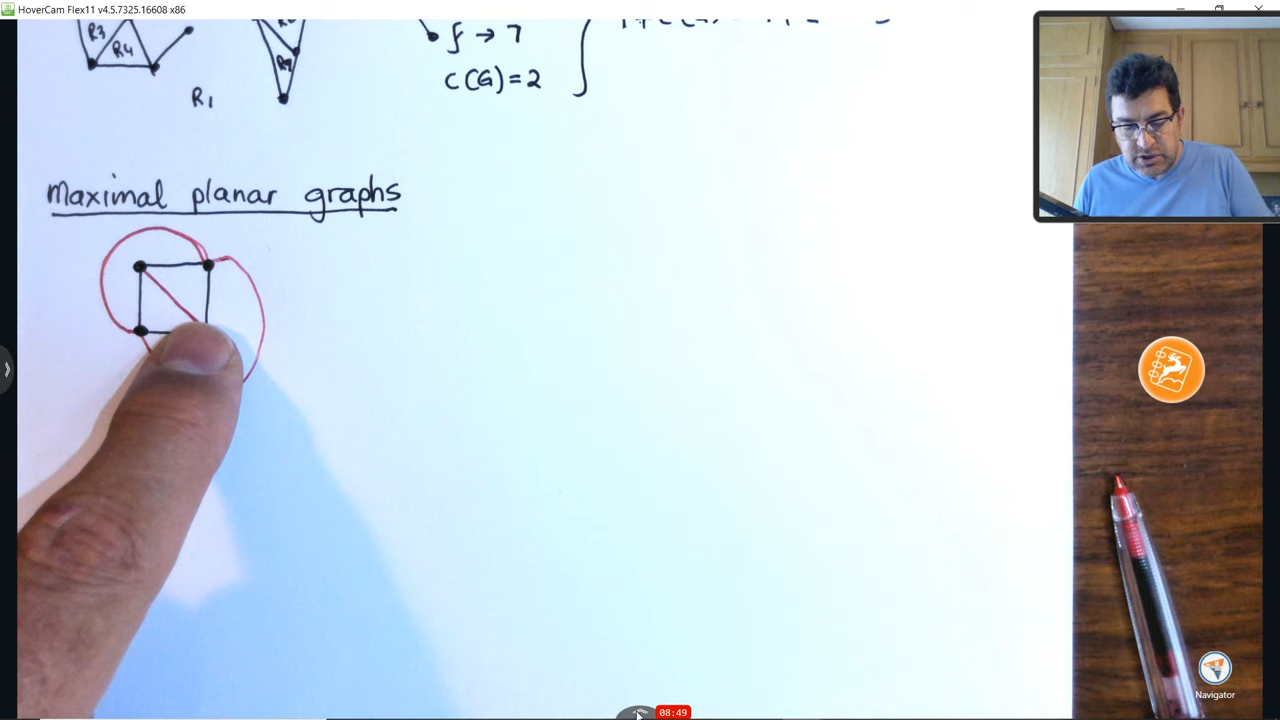 HoverCam Flex11 v4.5.7325.16608 x86
R3
R4
R1
f → 7
C(G) = 2
Maximal planar graphs
Navigator
08:49